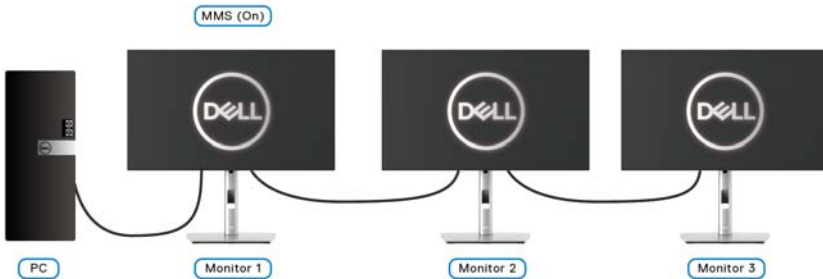 MMS (On)
DELL
DELL
DELL
PC
Monitor 1
Monitor 2
Monitor 3